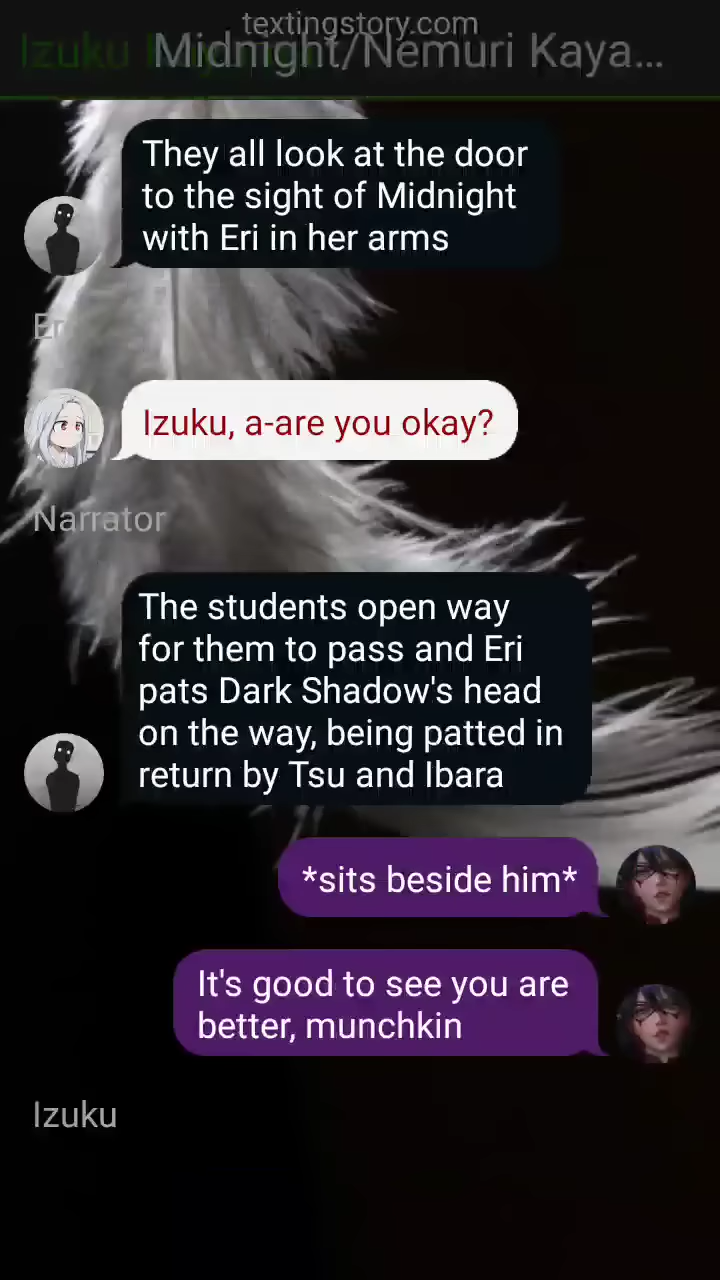 textingstory.com
Izuku
Midnight/Nemuri Kaya...
They all look at the door
to the sight of Midnight
with Eri in her arms
Er
Izuku, a-are you okay?
Narrator
The students open way
for them to pass and Eri
pats Dark Shadow's head
on the way, being patted in
return by Tsu and Ibara
*sits beside him*
It's good to see you are
better, munchkin
Izuku